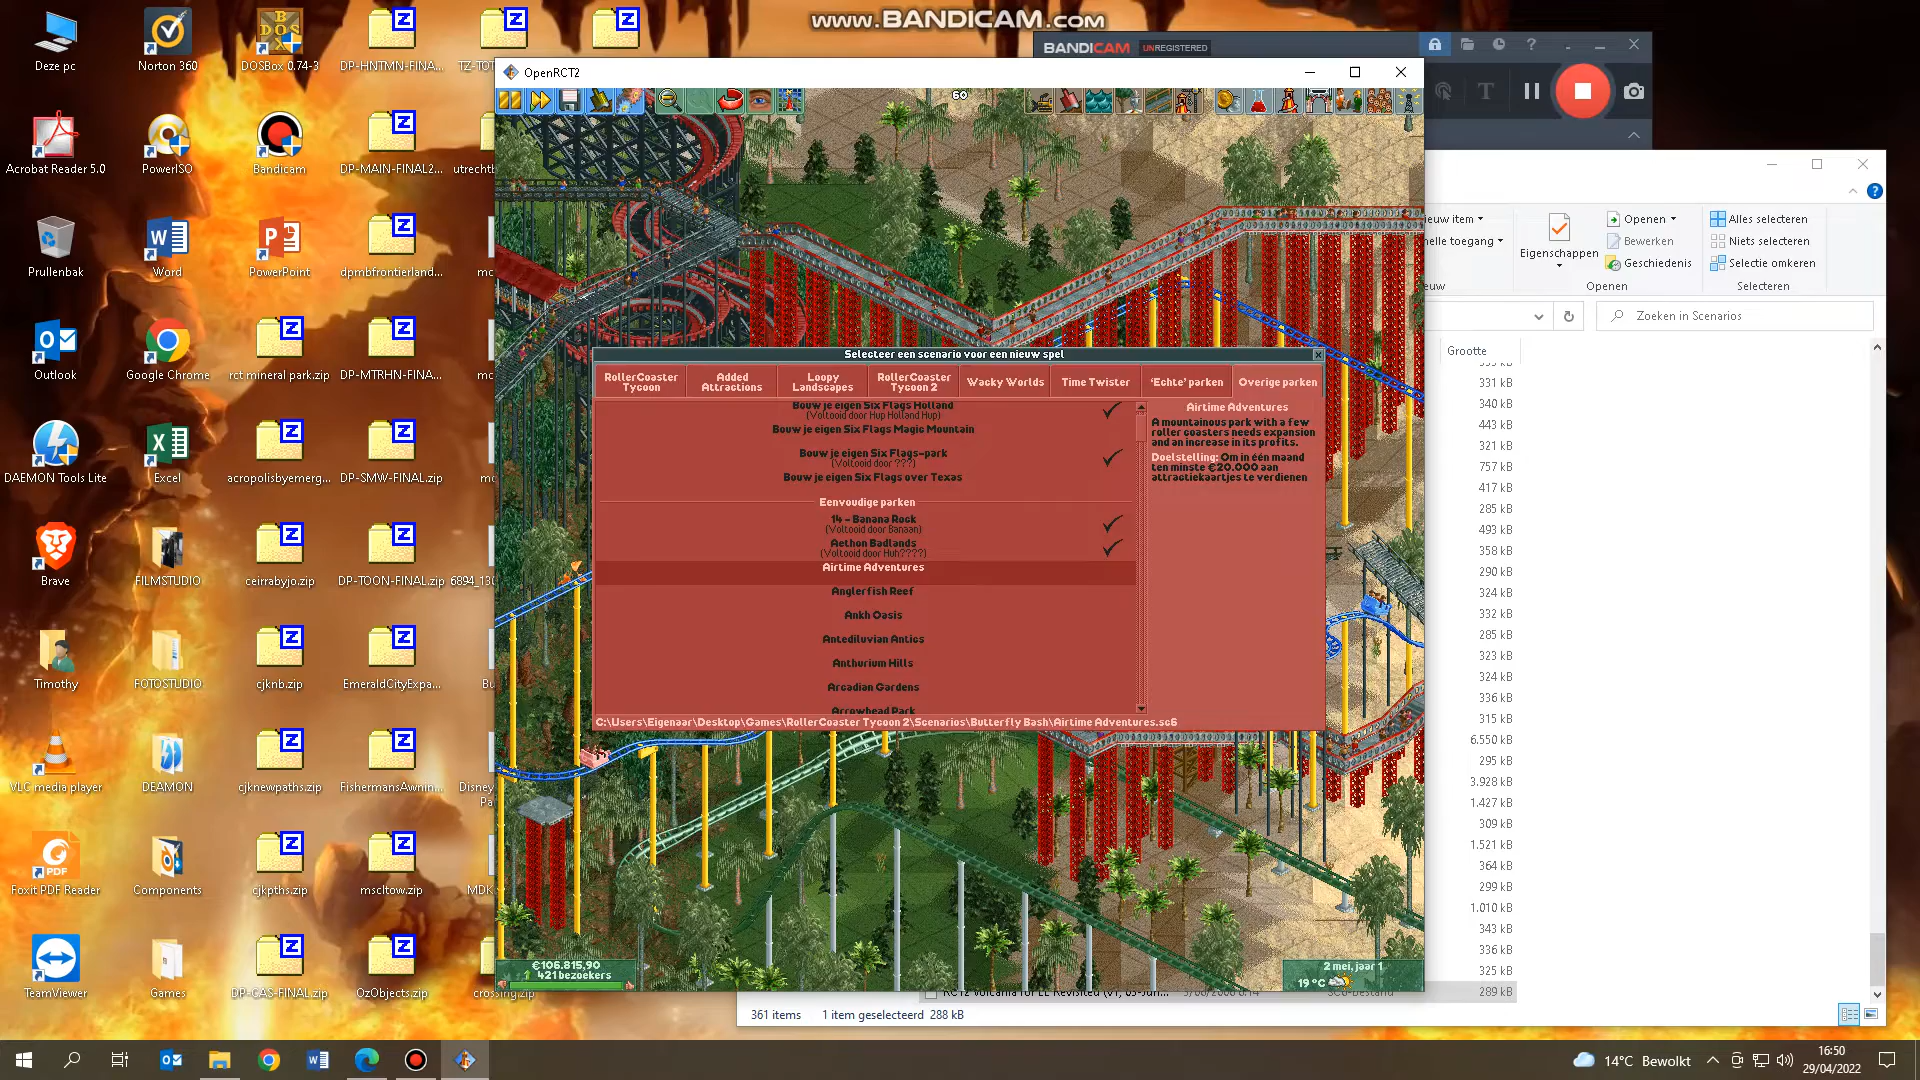 www.BANDICAM.com
BANDICAM UNREGISTERED
OpenRCT2
60
Deze pc
Norton 360
DOSBox 0.74-3
DP-HNTMN-FINA...
Acrobat Reader 5.0
PowerISO
Bandicam
DP-MAIN-FINAL2...
Prullenbak
Word
PowerPoint
dpmbfrontierland...
Outlook
Google Chrome
rct mineral park.zip
DP-MTRHN-FINA...
DAEMON Tools Lite
Excel
acropolisbyemerg...
DP-SMW-FINAL.zip
Brave
FILMSTUDIO
ceirrabyjo.zip
DP-TOON-FINAL.zip
Timothy
FOTOSTUDIO
cjknb.zip
EmeraldCityExpa...
VLC media player
DEAMON
cjknewpaths.zip
FishermansAwnin...
Foxit PDF Reader
Components
cjkpths.zip
mscltow.zip
TeamViewer
Games
DP-GAS-FINAL.zip
OzObjects.zip
crossing.zip
Selecteer een scenario voor een nieuw spel
RollerCoaster Tycoon
Added Attractions
Loopy Landscapes
RollerCoaster Tycoon 2
Wacky Worlds
Time Twister
'Echte' parken
Overige parken
Bouw je eigen Six Flags Holland
(Voltooid door Hup Holland Hup)
Bouw je eigen Six Flags Magic Mountain
Bouw je eigen Six Flags-park
(Voltooid door ???)
Bouw je eigen Six Flags over Texas
Eenvoudige parken
14 - Banana Rock
(Voltooid door Banaan)
Aethon Badlands
(Voltooid door Huh????)
Airtime Adventures
Anglerfish Reef
Ankh Oasis
Antediluvian Antics
Anthurium Hills
Arcadian Gardens
Arrowhead Park
Airtime Adventures
A mountainous park with a few
roller coasters needs expansion
and an increase in its profits.
Doelstelling: Om in één maand
ten minste €20.000 aan
attractiekaartjes te verdienen
C:\Users\Eigenaar\Desktop\Games\RollerCoaster Tycoon 2\Scenarios\Butterfly Bash\Airtime Adventures.sc6
€106.815,90
421 bezoekers
2 mei, jaar 1
19 °C
Eigenschappen
Openen
Bewerken
Geschiedenis
Openen
Alles selecteren
Niets selecteren
Selectie omkeren
Selecteren
Zoeken in Scenarios
Grootte
331 kB
340 kB
443 kB
321 kB
757 kB
417 kB
285 kB
493 kB
358 kB
290 kB
324 kB
332 kB
285 kB
323 kB
324 kB
336 kB
315 kB
6.550 kB
295 kB
3.928 kB
1.427 kB
309 kB
1.521 kB
364 kB
299 kB
1.010 kB
343 kB
336 kB
325 kB
289 kB
361 items
1 item geselecteerd 288 kB
14°C Bewolkt
16:50
29/04/2022